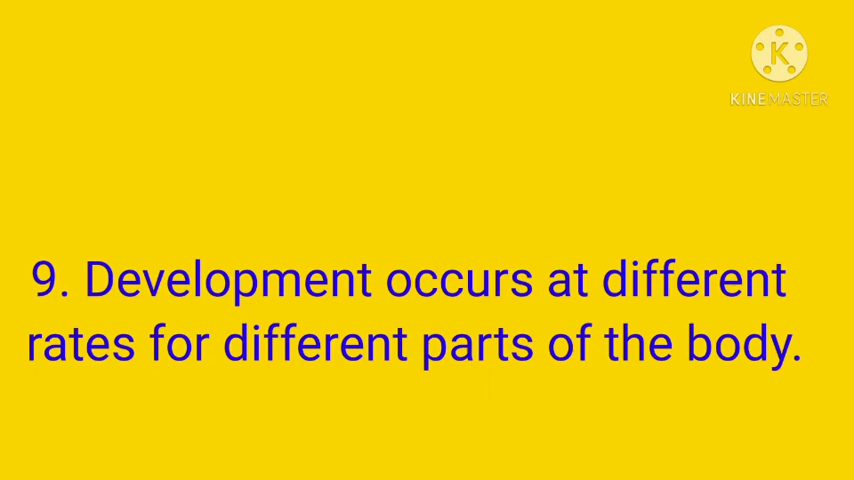 KINEMASTER
9. Development occurs at different
rates for different parts of the body.